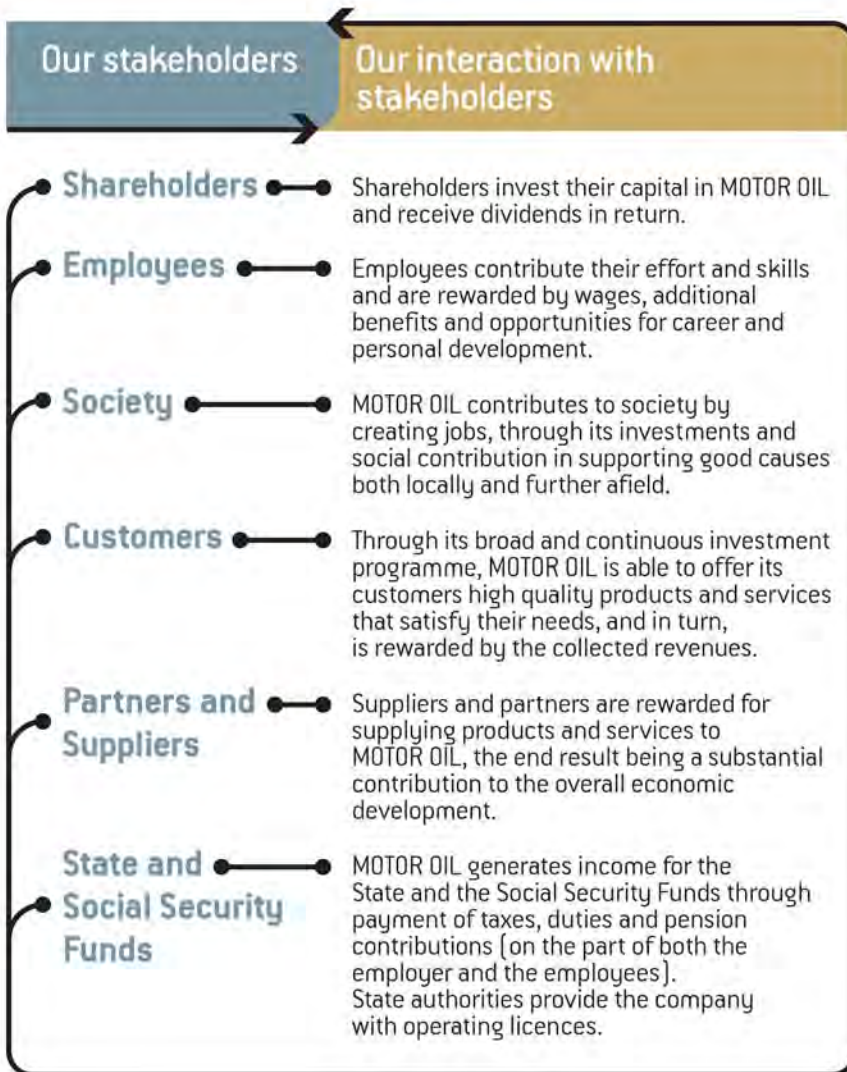 Our stakeholders
Our interaction with
stakeholders
Shareholders
Shareholders invest their capital in MOTOR OIL
and receive dividends in return.
Employees
Employees contribute their effort and skills
and are rewarded by wages, additional
benefits and opportunities for career and
personal development.
Society
MOTOR OIL contributes to society by
creating jobs, through its investments and
social contribution in supporting good causes
both locally and further afield.
Customers
Through its broad and continuous investment
programme, MOTOR OIL is able to offer its
customers high quality products and services
that satisfy their needs, and in turn,
is rewarded by the collected revenues.
Partners and
Suppliers
Suppliers and partners are rewarded for
supplying products and services to
MOTOR OIL, the end result being a substantial
contribution to the overall economic
development.
State and
Social Security
Funds
MOTOR OIL generates income for the
State and the Social Security Funds through
payment of taxes, duties and pension
contributions (on the part of both the
employer and the employees).
State authorities provide the company
with operating licences.